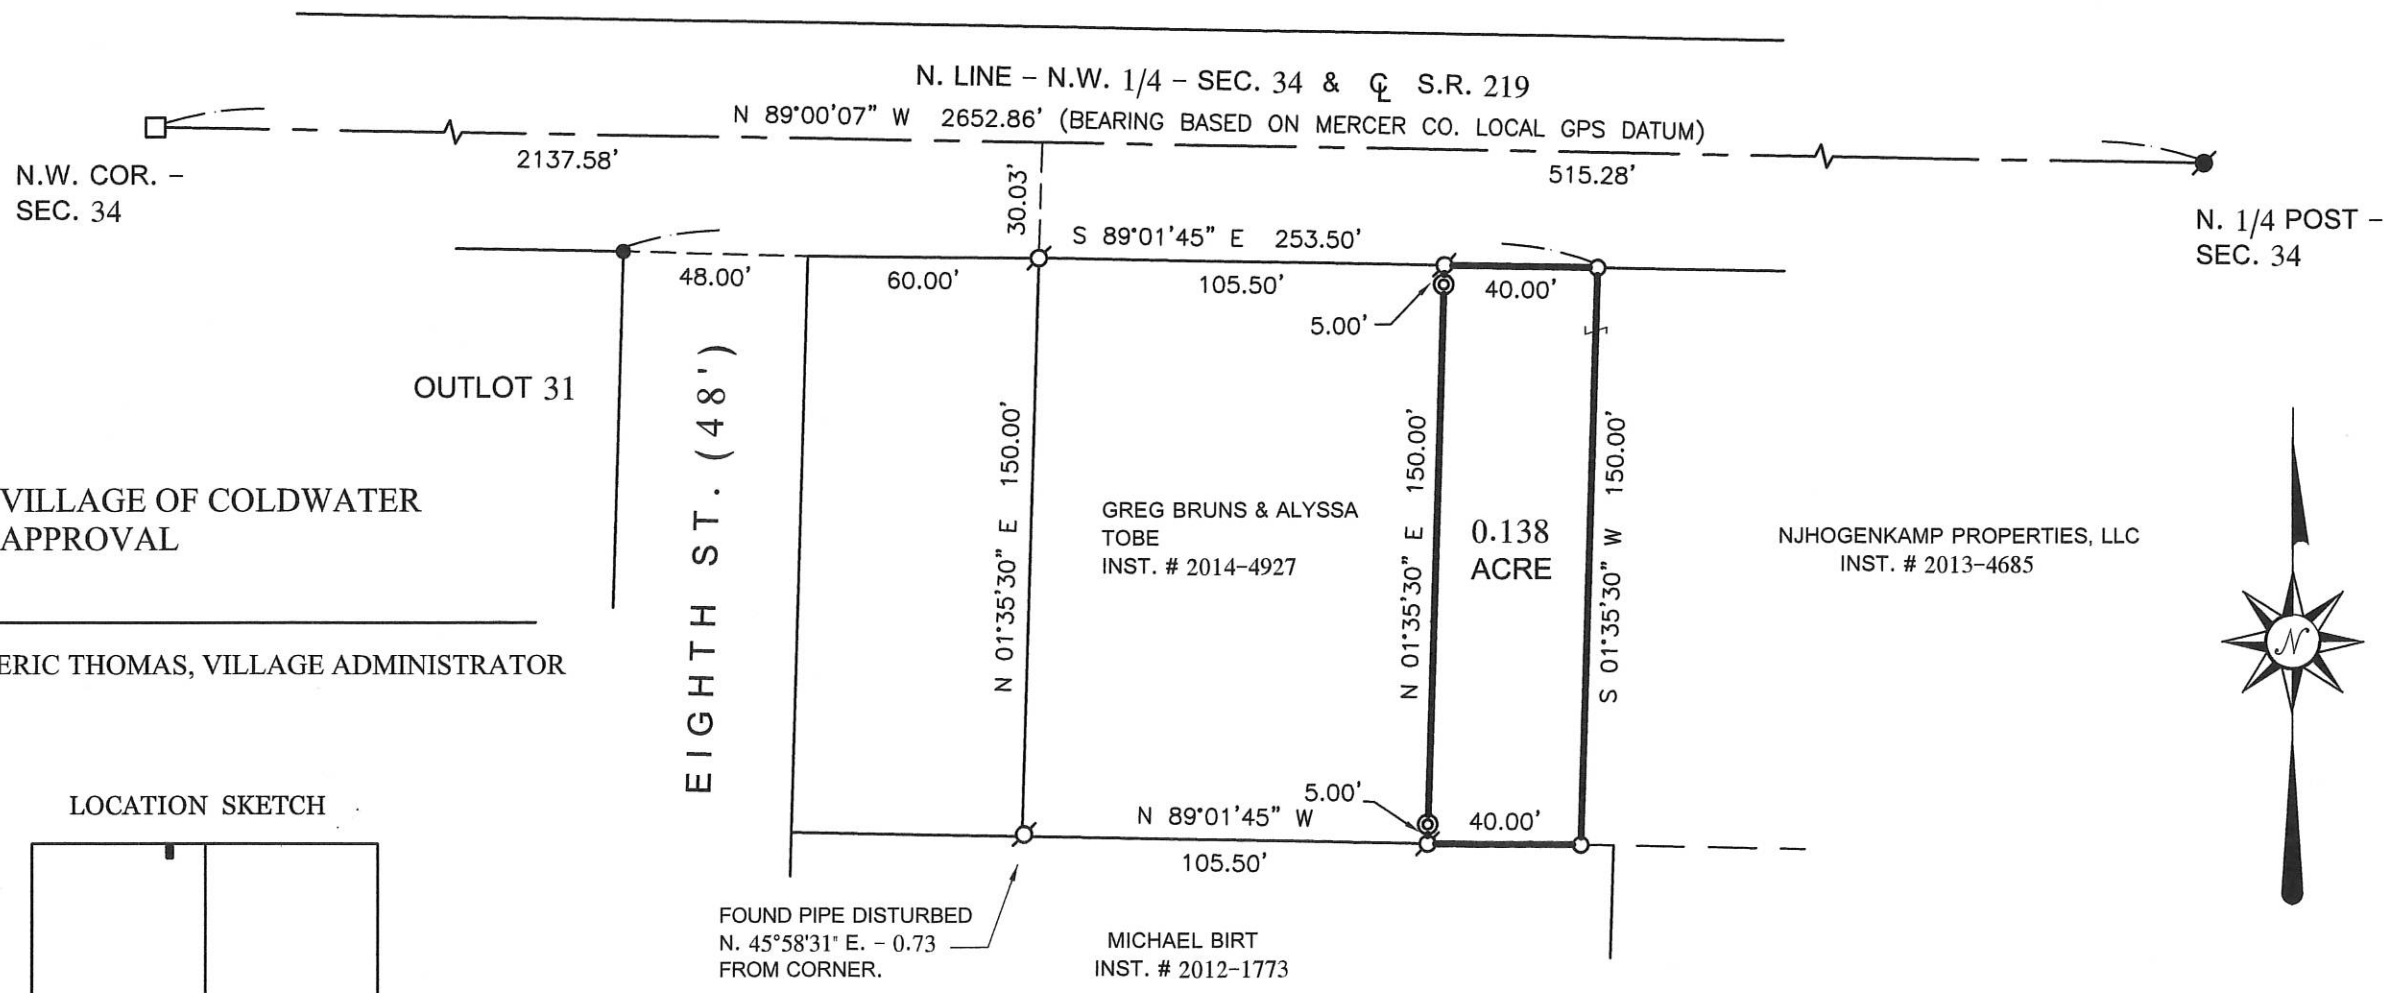 N. LINE – N.W. 1/4 – SEC. 34 & ℄ S.R. 219
N 89°00'07" W 2652.86' (BEARING BASED ON MERCER CO. LOCAL GPS DATUM)
2137.58'
515.28'
N.W. COR. –
SEC. 34
N. 1/4 POST –
SEC. 34
30.03'
S 89°01'45" E 253.50'
48.00'
60.00'
105.50'
40.00'
5.00'
OUTLOT 31
EIGHTH ST. (48')
N 01°35'30" E 150.00'
N 01°35'30" E 150.00'
S 01°35'30" W 150.00'
VILLAGE OF COLDWATER
APPROVAL
GREG BRUNS & ALYSSA
TOBE
INST. # 2014–4927
0.138
ACRE
NJHOGENKAMP PROPERTIES, LLC
INST. # 2013–4685
N
ERIC THOMAS, VILLAGE ADMINISTRATOR
LOCATION SKETCH
5.00'
N 89°01'45" W
40.00'
105.50'
FOUND PIPE DISTURBED
N. 45°58'31" E. – 0.73
FROM CORNER.
MICHAEL BIRT
INST. # 2012–1773